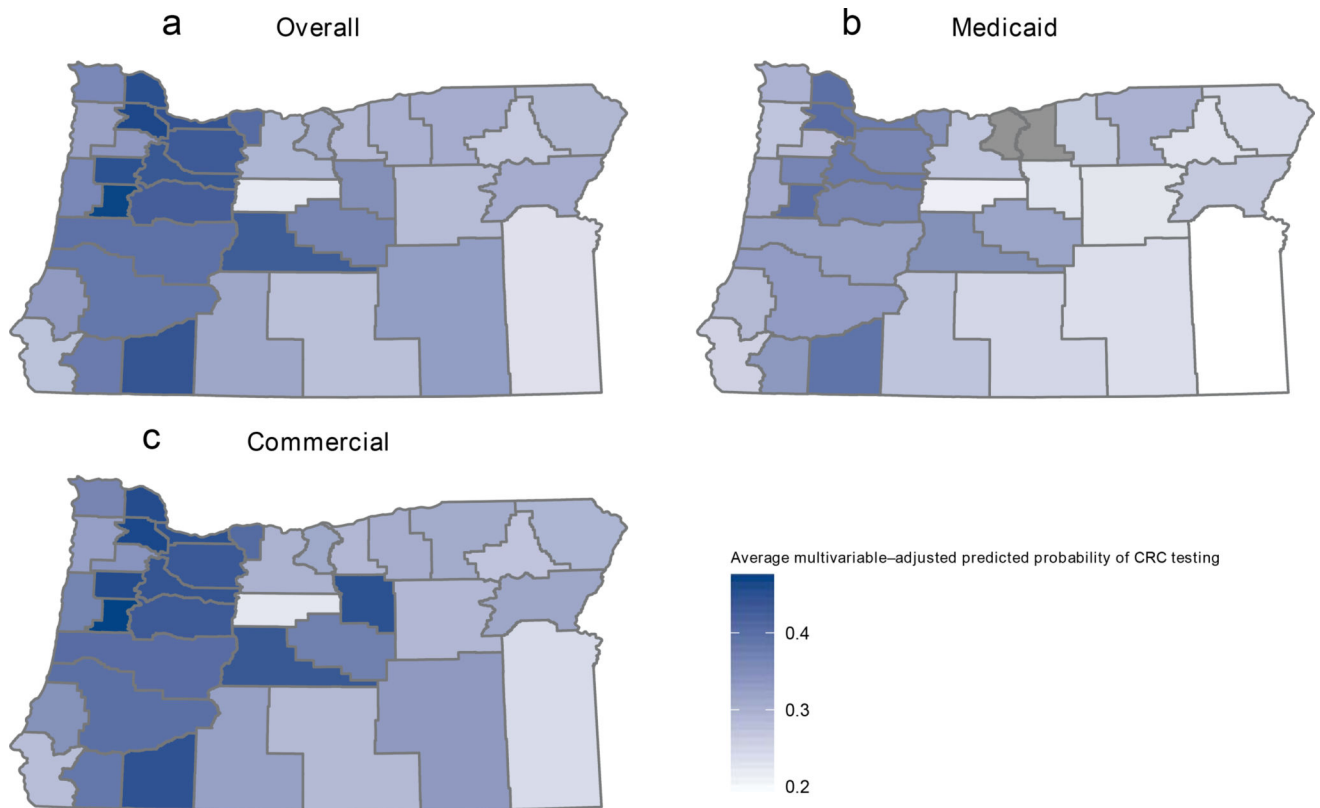 a Overall
b Medicaid
c Commercial
Average multivariable–adjusted predicted probability of CRC testing
0.4
0.3
0.2